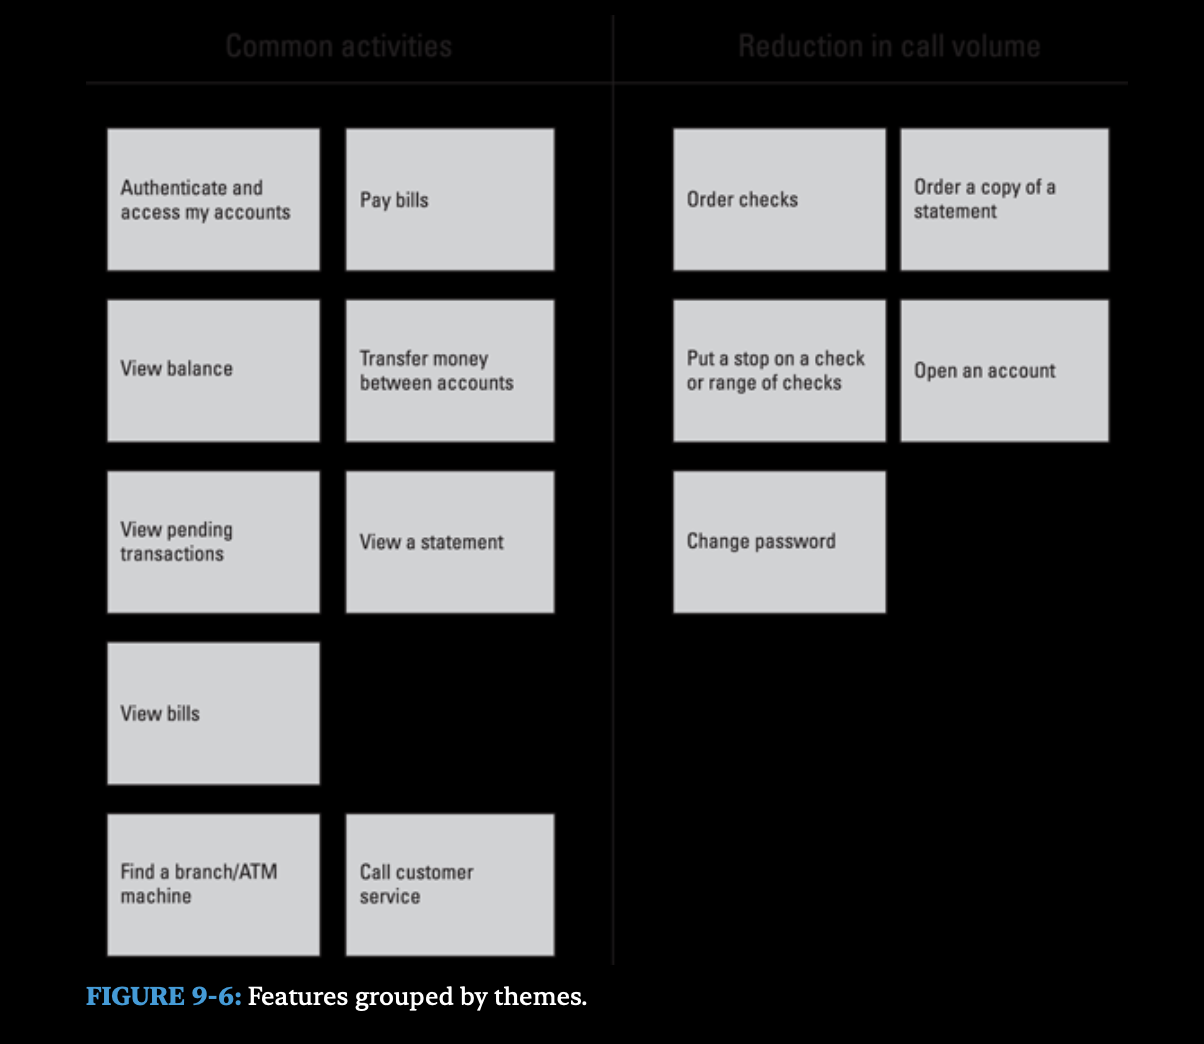 Common activities
Reduction in call volume
Authenticate and
access my accounts
Pay bills
Order checks
Order a copy of a
statement
View balance
Transfer money
between accounts
Put a stop on a check
or range of checks
Open an account
View pending
transactions
View a statement
Change password
View bills
Find a branch/ATM
machine
Call customer
service
FIGURE 9-6: Features grouped by themes.